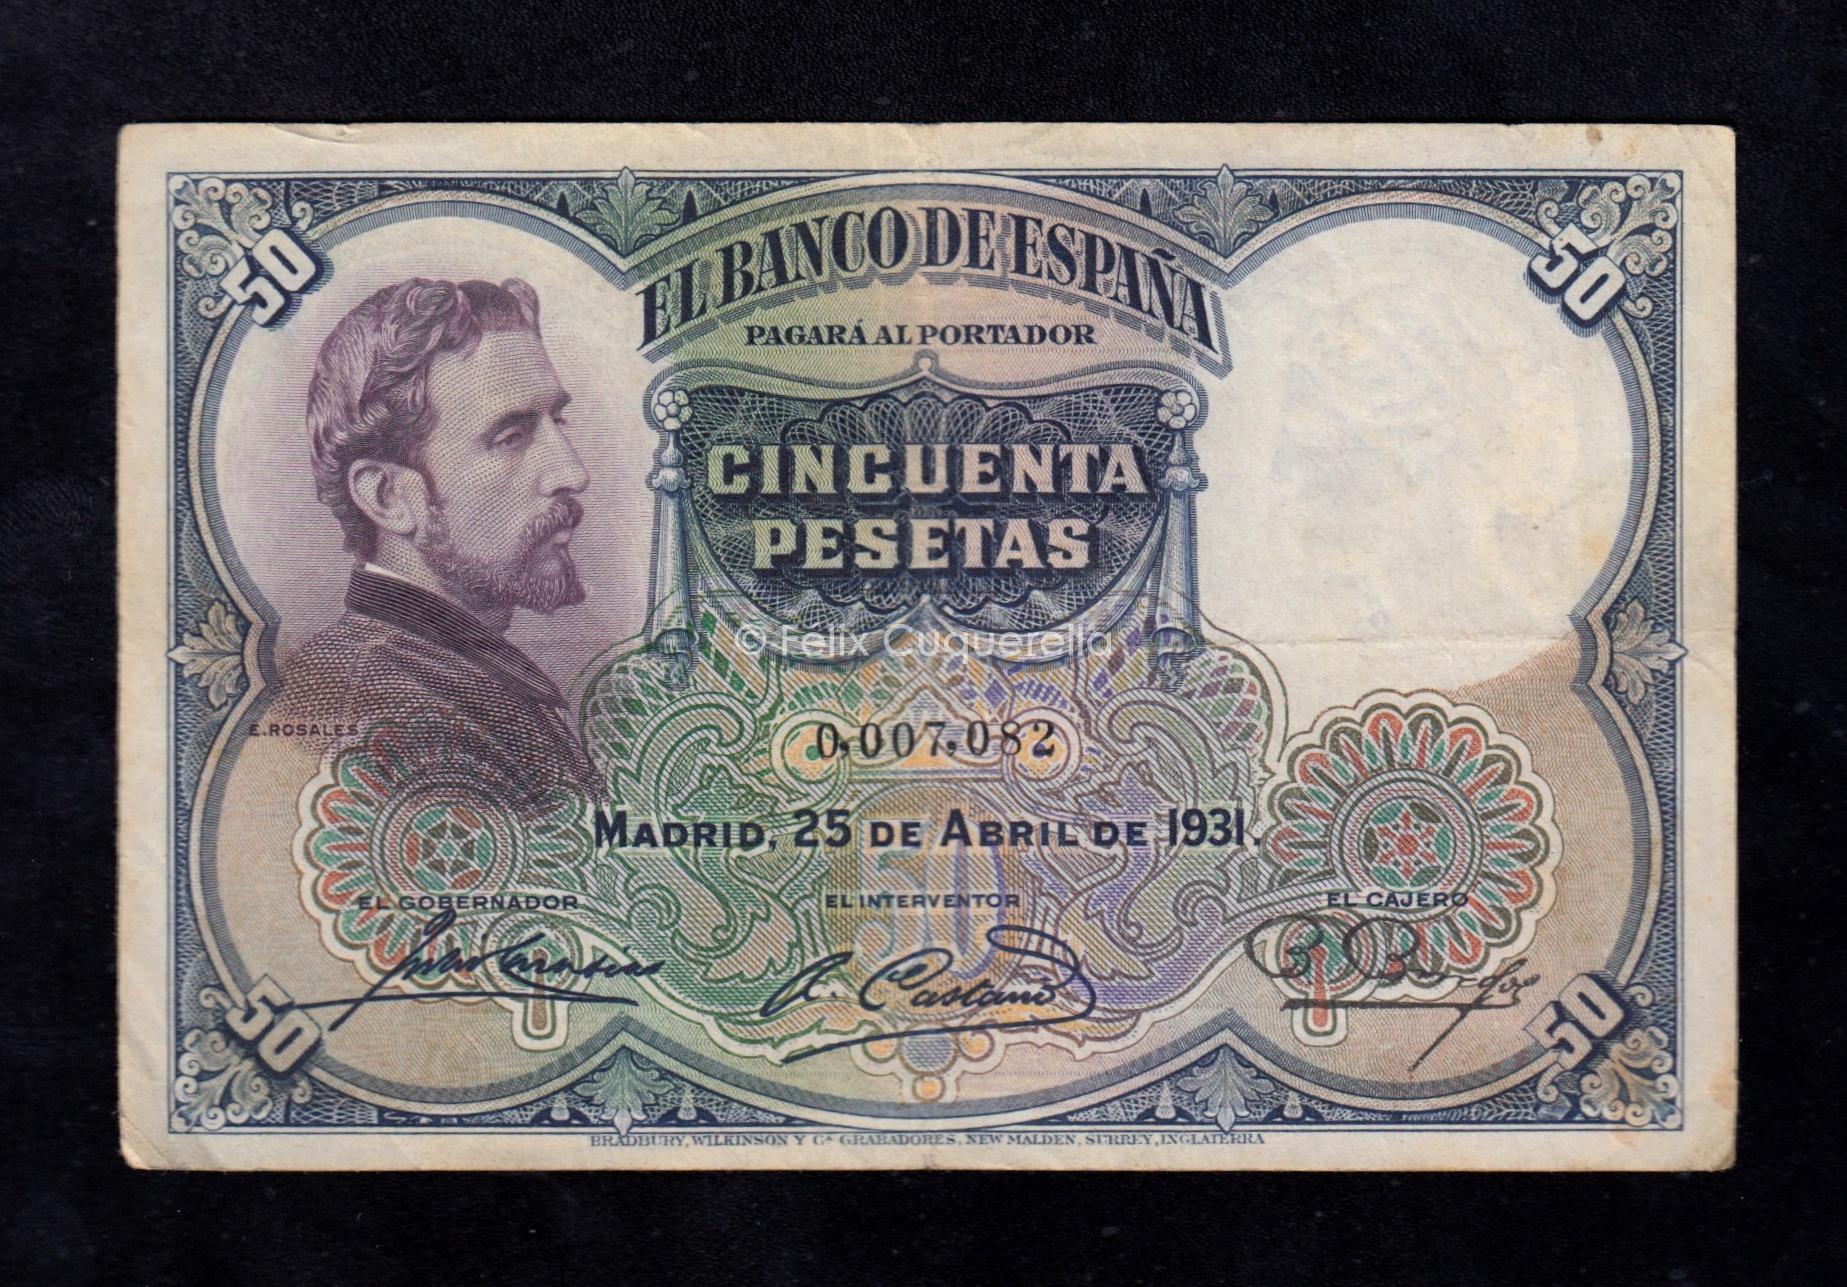 50
50
EL BANCO DE ESPAÑA
PAGARÁ AL PORTADOR
CINCUENTA
PESETAS
© Felix Cuquerella
E. ROSALES
0,007,082
50
MADRID, 25 DE ABRIL DE 1931.
EL GOBERNADOR
EL INTERVENTOR
EL CAJERO
A. Castaño
50
50
BRADBURY, WILKINSON Y Cª GRABADORES, NEW MALDEN, SURREY, INGLATERRA